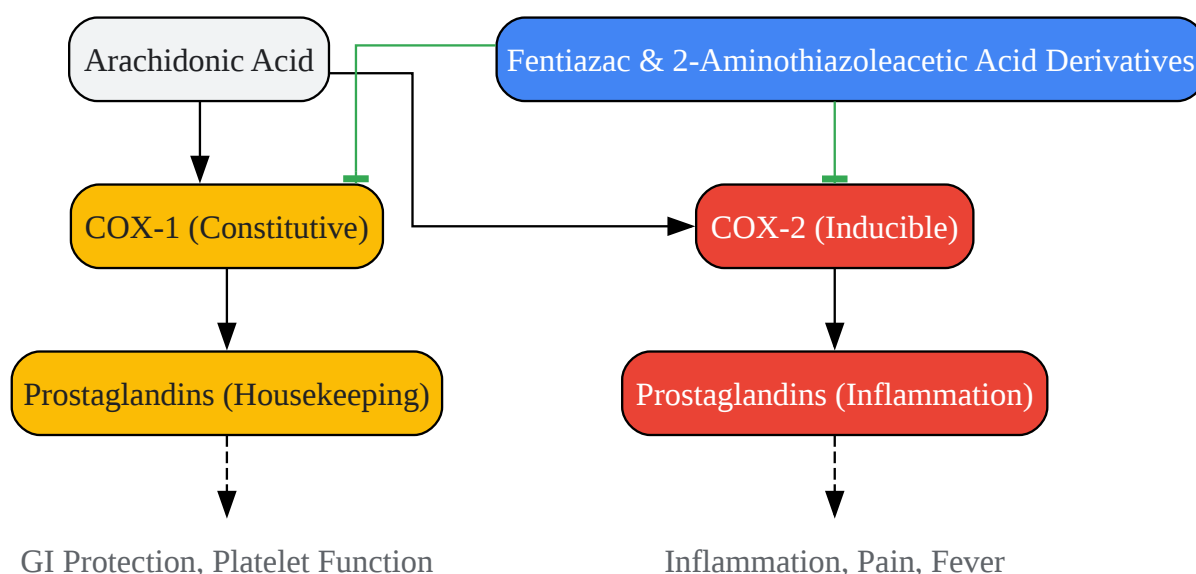 Arachidonic Acid
Fentiazac & 2-Aminothiazoleacetic Acid Derivatives
COX-1 (Constitutive)
COX-2 (Inducible)
Prostaglandins (Housekeeping)
Prostaglandins (Inflammation)
GI Protection, Platelet Function
Inflammation, Pain, Fever